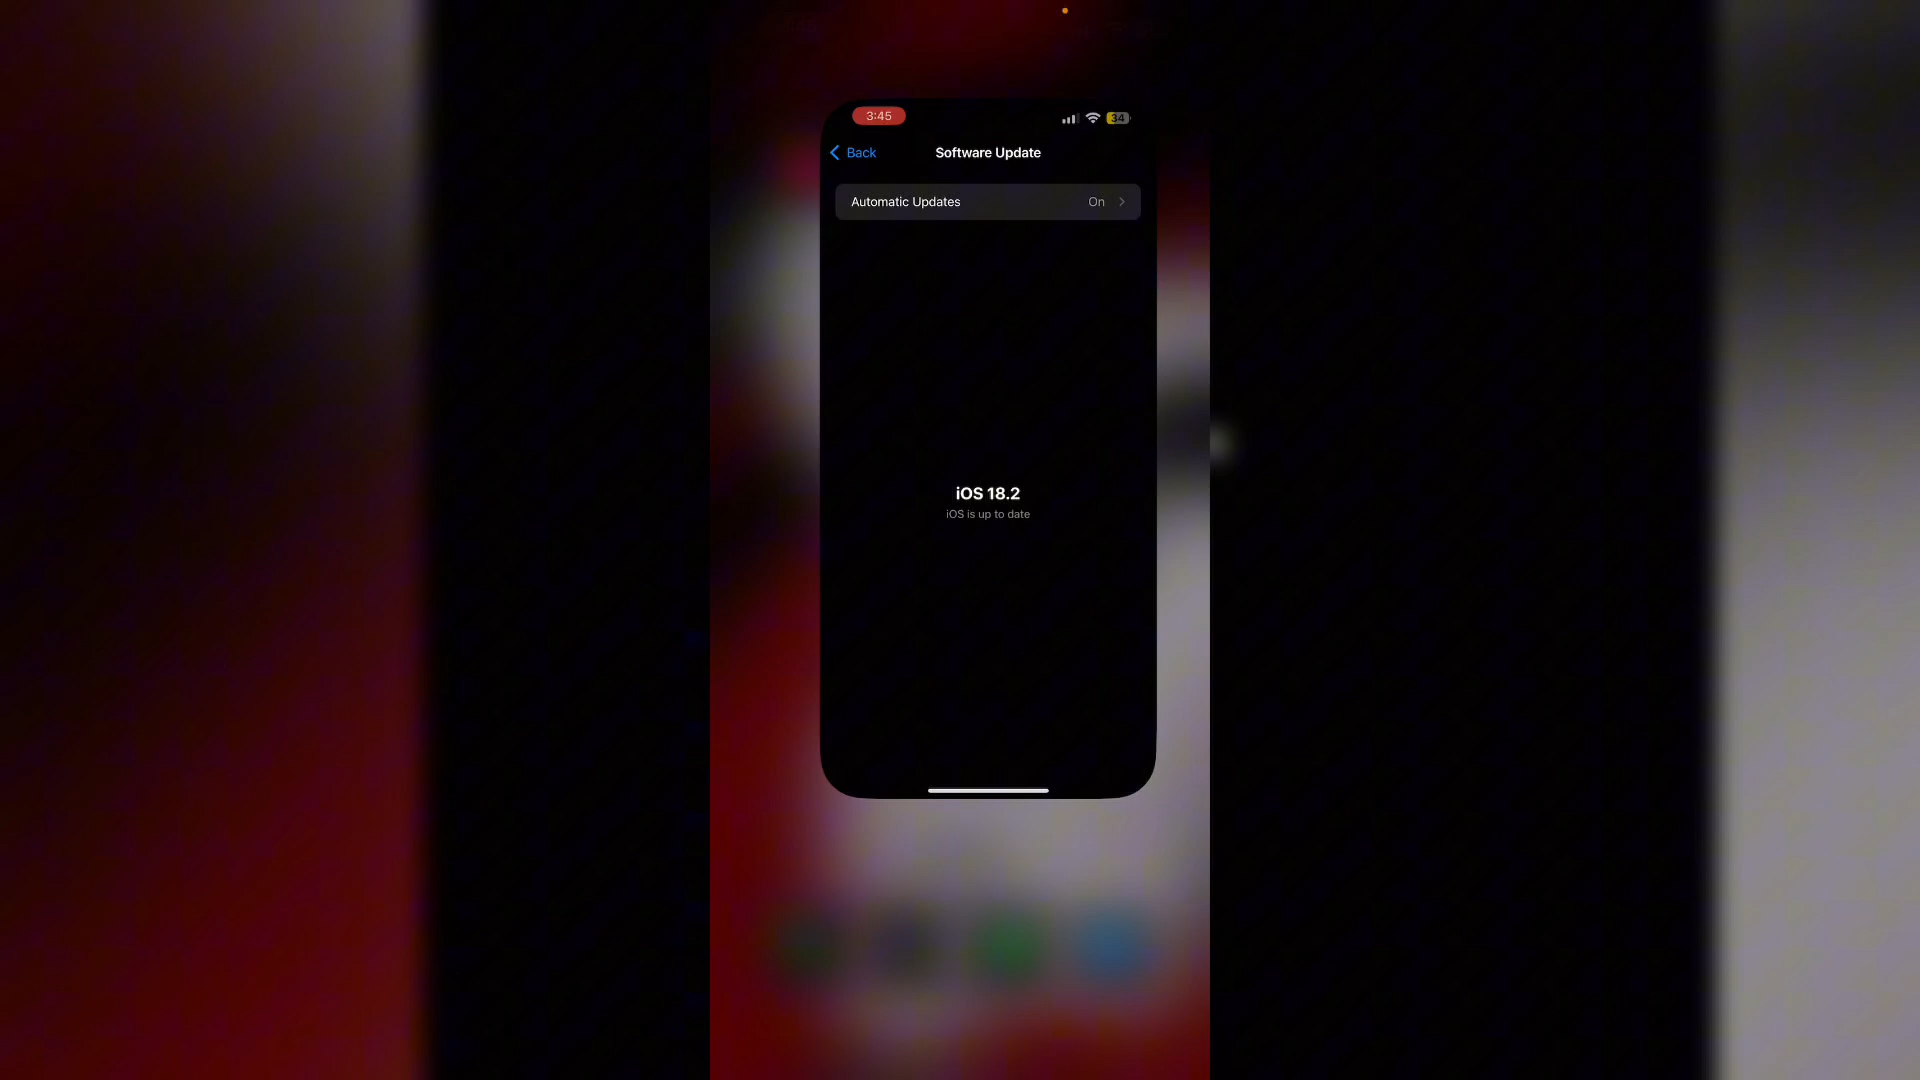 3:45
34
Back
Software Update
Automatic Updates
On
iOS 18.2
iOS is up to date